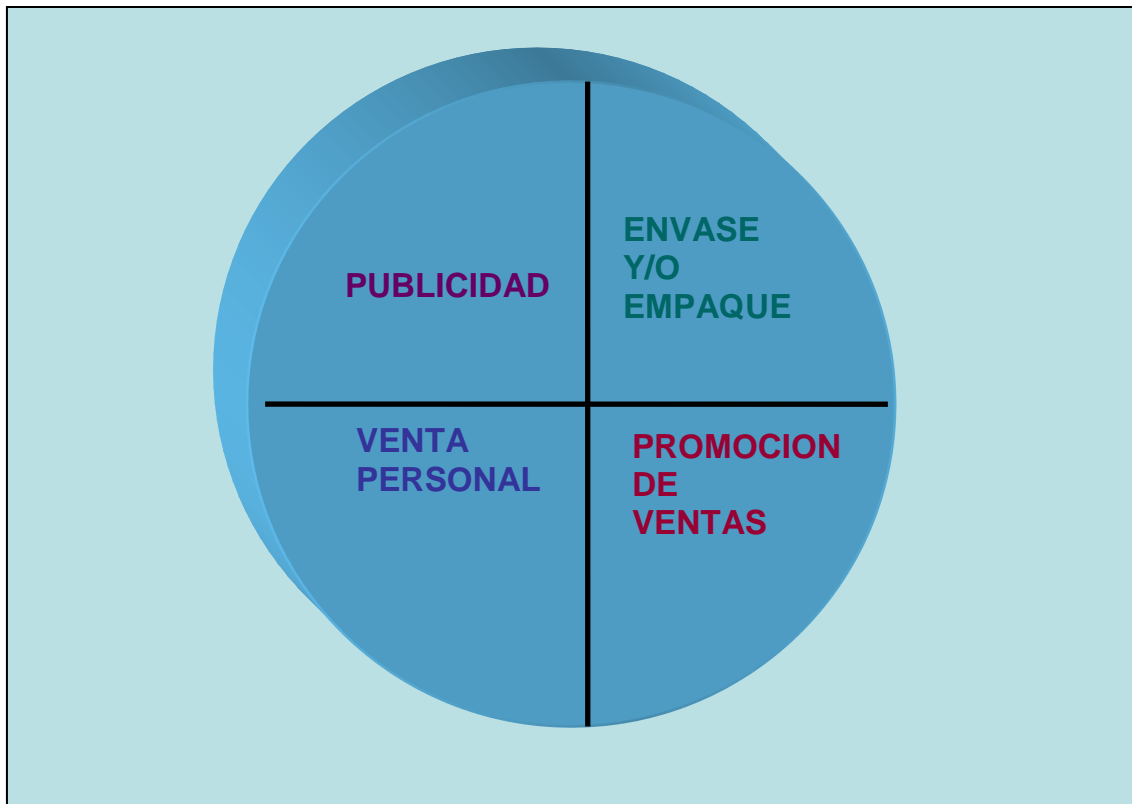 PUBLICIDAD
ENVASE
Y/O
EMPAQUE
VENTA
PERSONAL
PROMOCION
DE
VENTAS